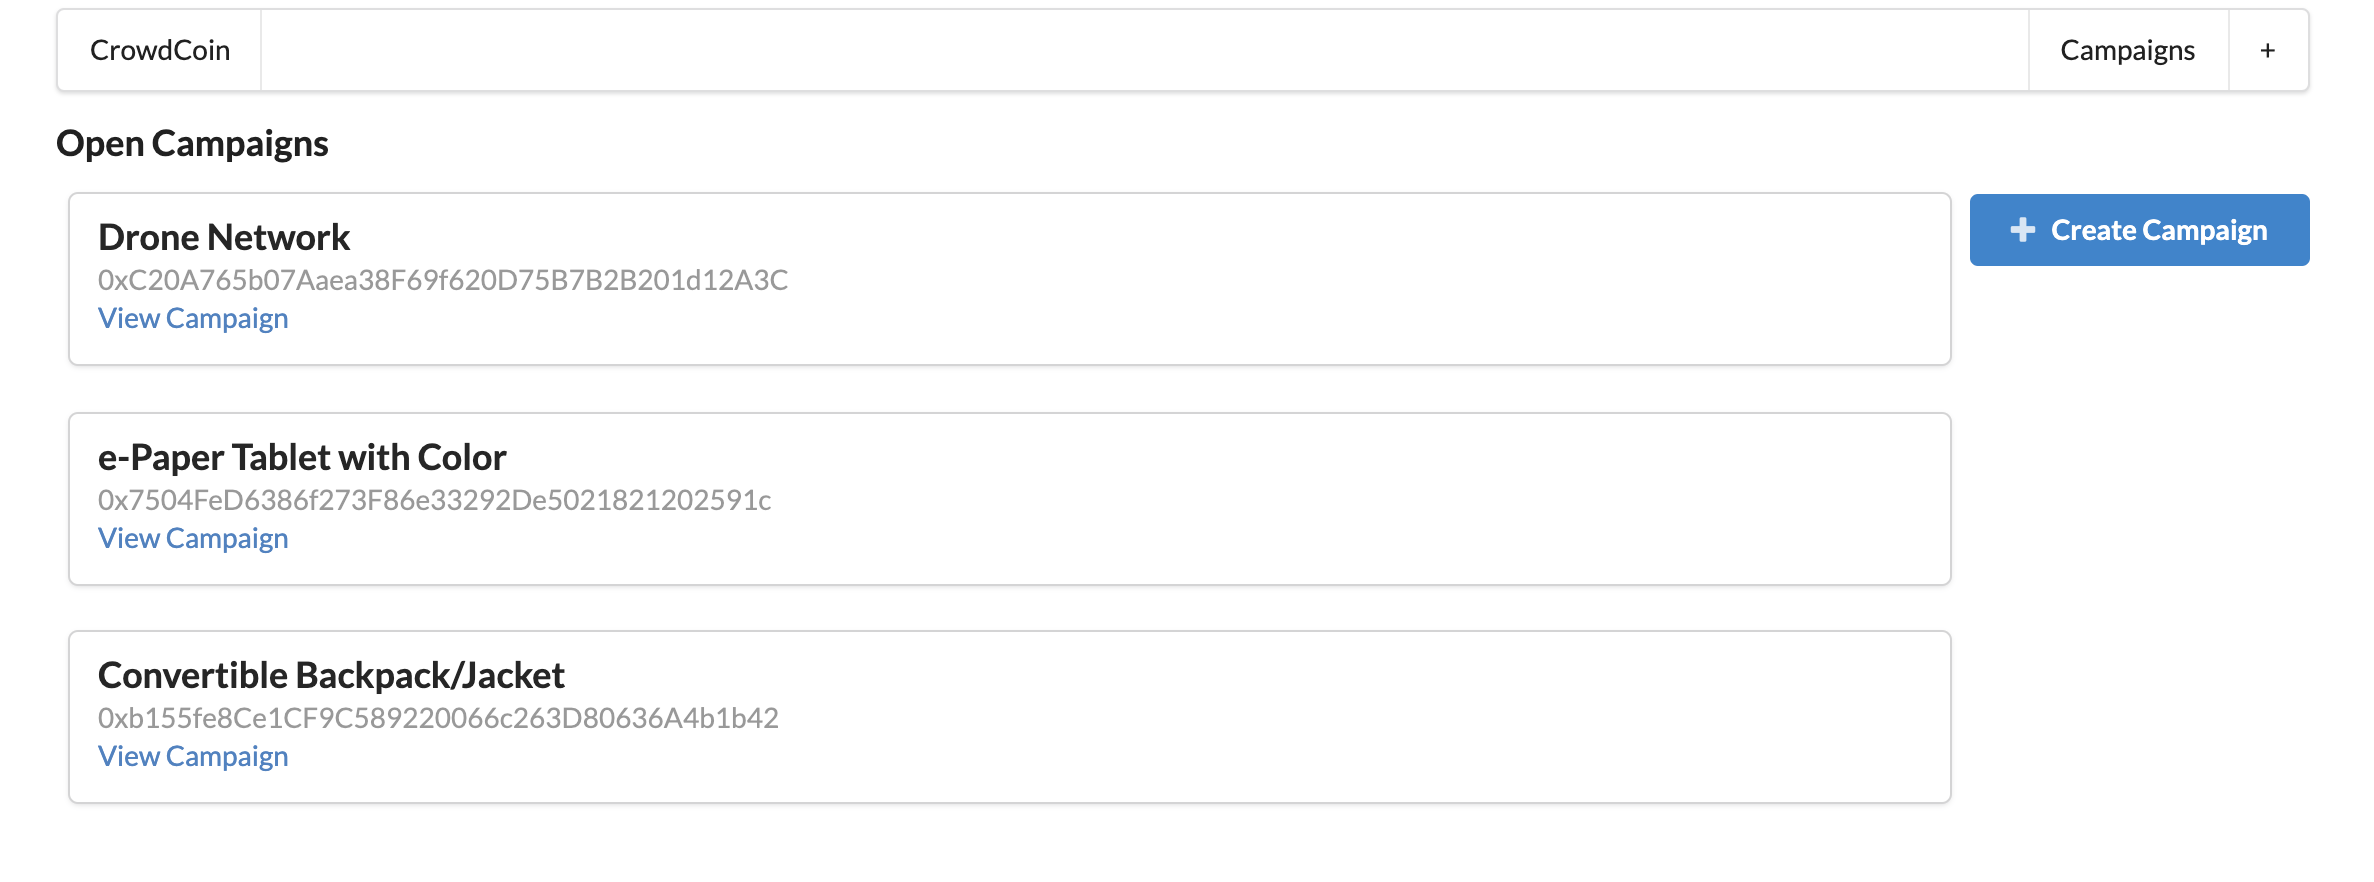 CrowdCoin
Campaigns
+
Open Campaigns
Drone Network
0xC20A765b07Aaea38F69f620D75B7B2B201d12A3C
View Campaign
Create Campaign
e-Paper Tablet with Color
0x7504FeD6386f273F86e33292De5021821202591c
View Campaign
Convertible Backpack/Jacket
0xb155fe8Ce1CF9C589220066c263D80636A4b1b42
View Campaign